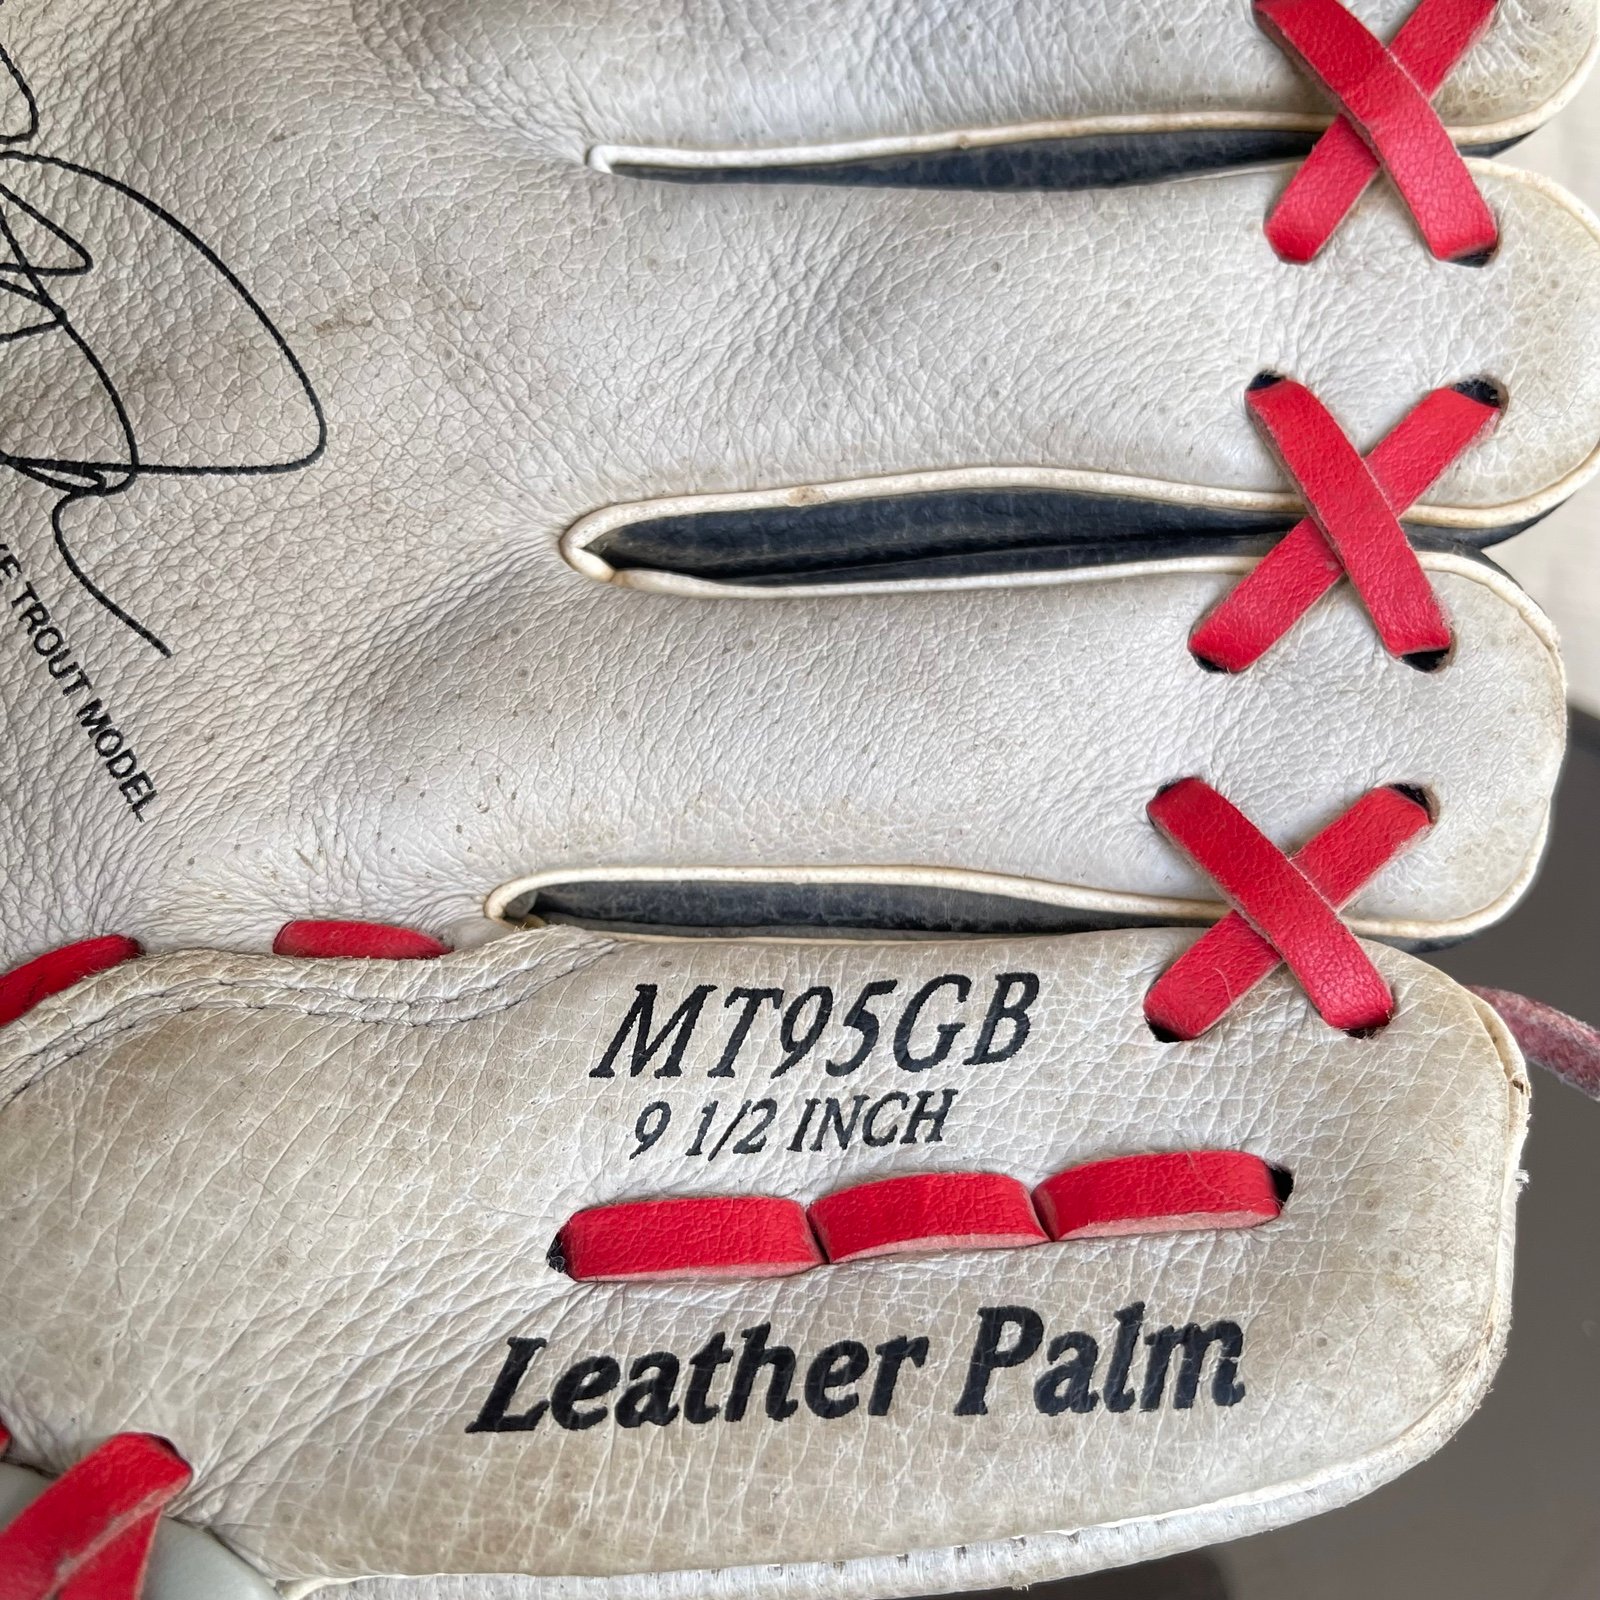 TROUT MODEL
MT95GB
9 1/2 INCH
Leather Palm